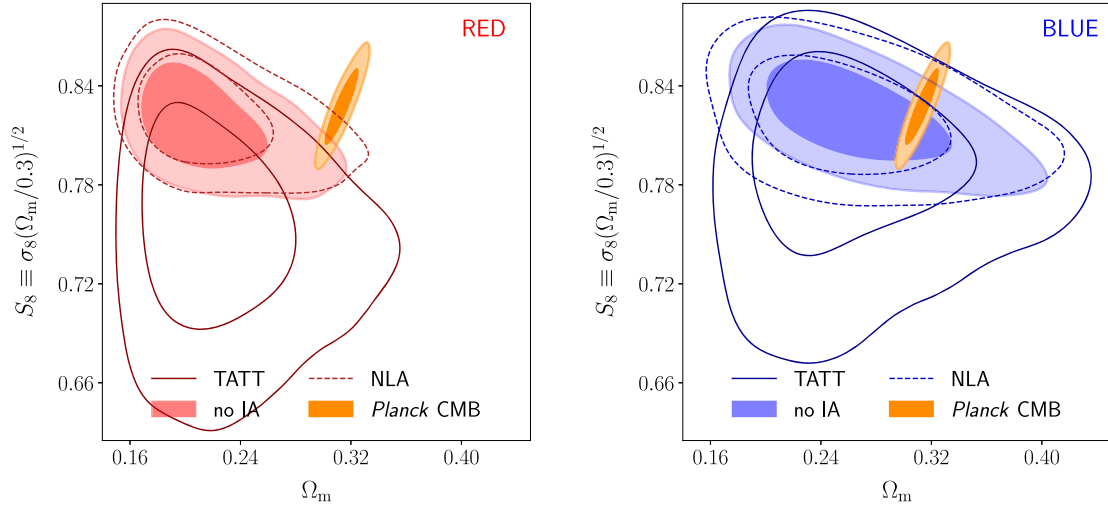 RED
0.84
0.78
0.72
0.66
S₈ ≡ σ₈(Ωₘ/0.3)^{1/2}
TATT
NLA
no IA
Planck CMB
0.16
0.24
0.32
0.40
Ωₘ
BLUE
0.84
0.78
0.72
0.66
S₈ ≡ σ₈(Ωₘ/0.3)^{1/2}
TATT
NLA
no IA
Planck CMB
0.16
0.24
0.32
0.40
Ωₘ